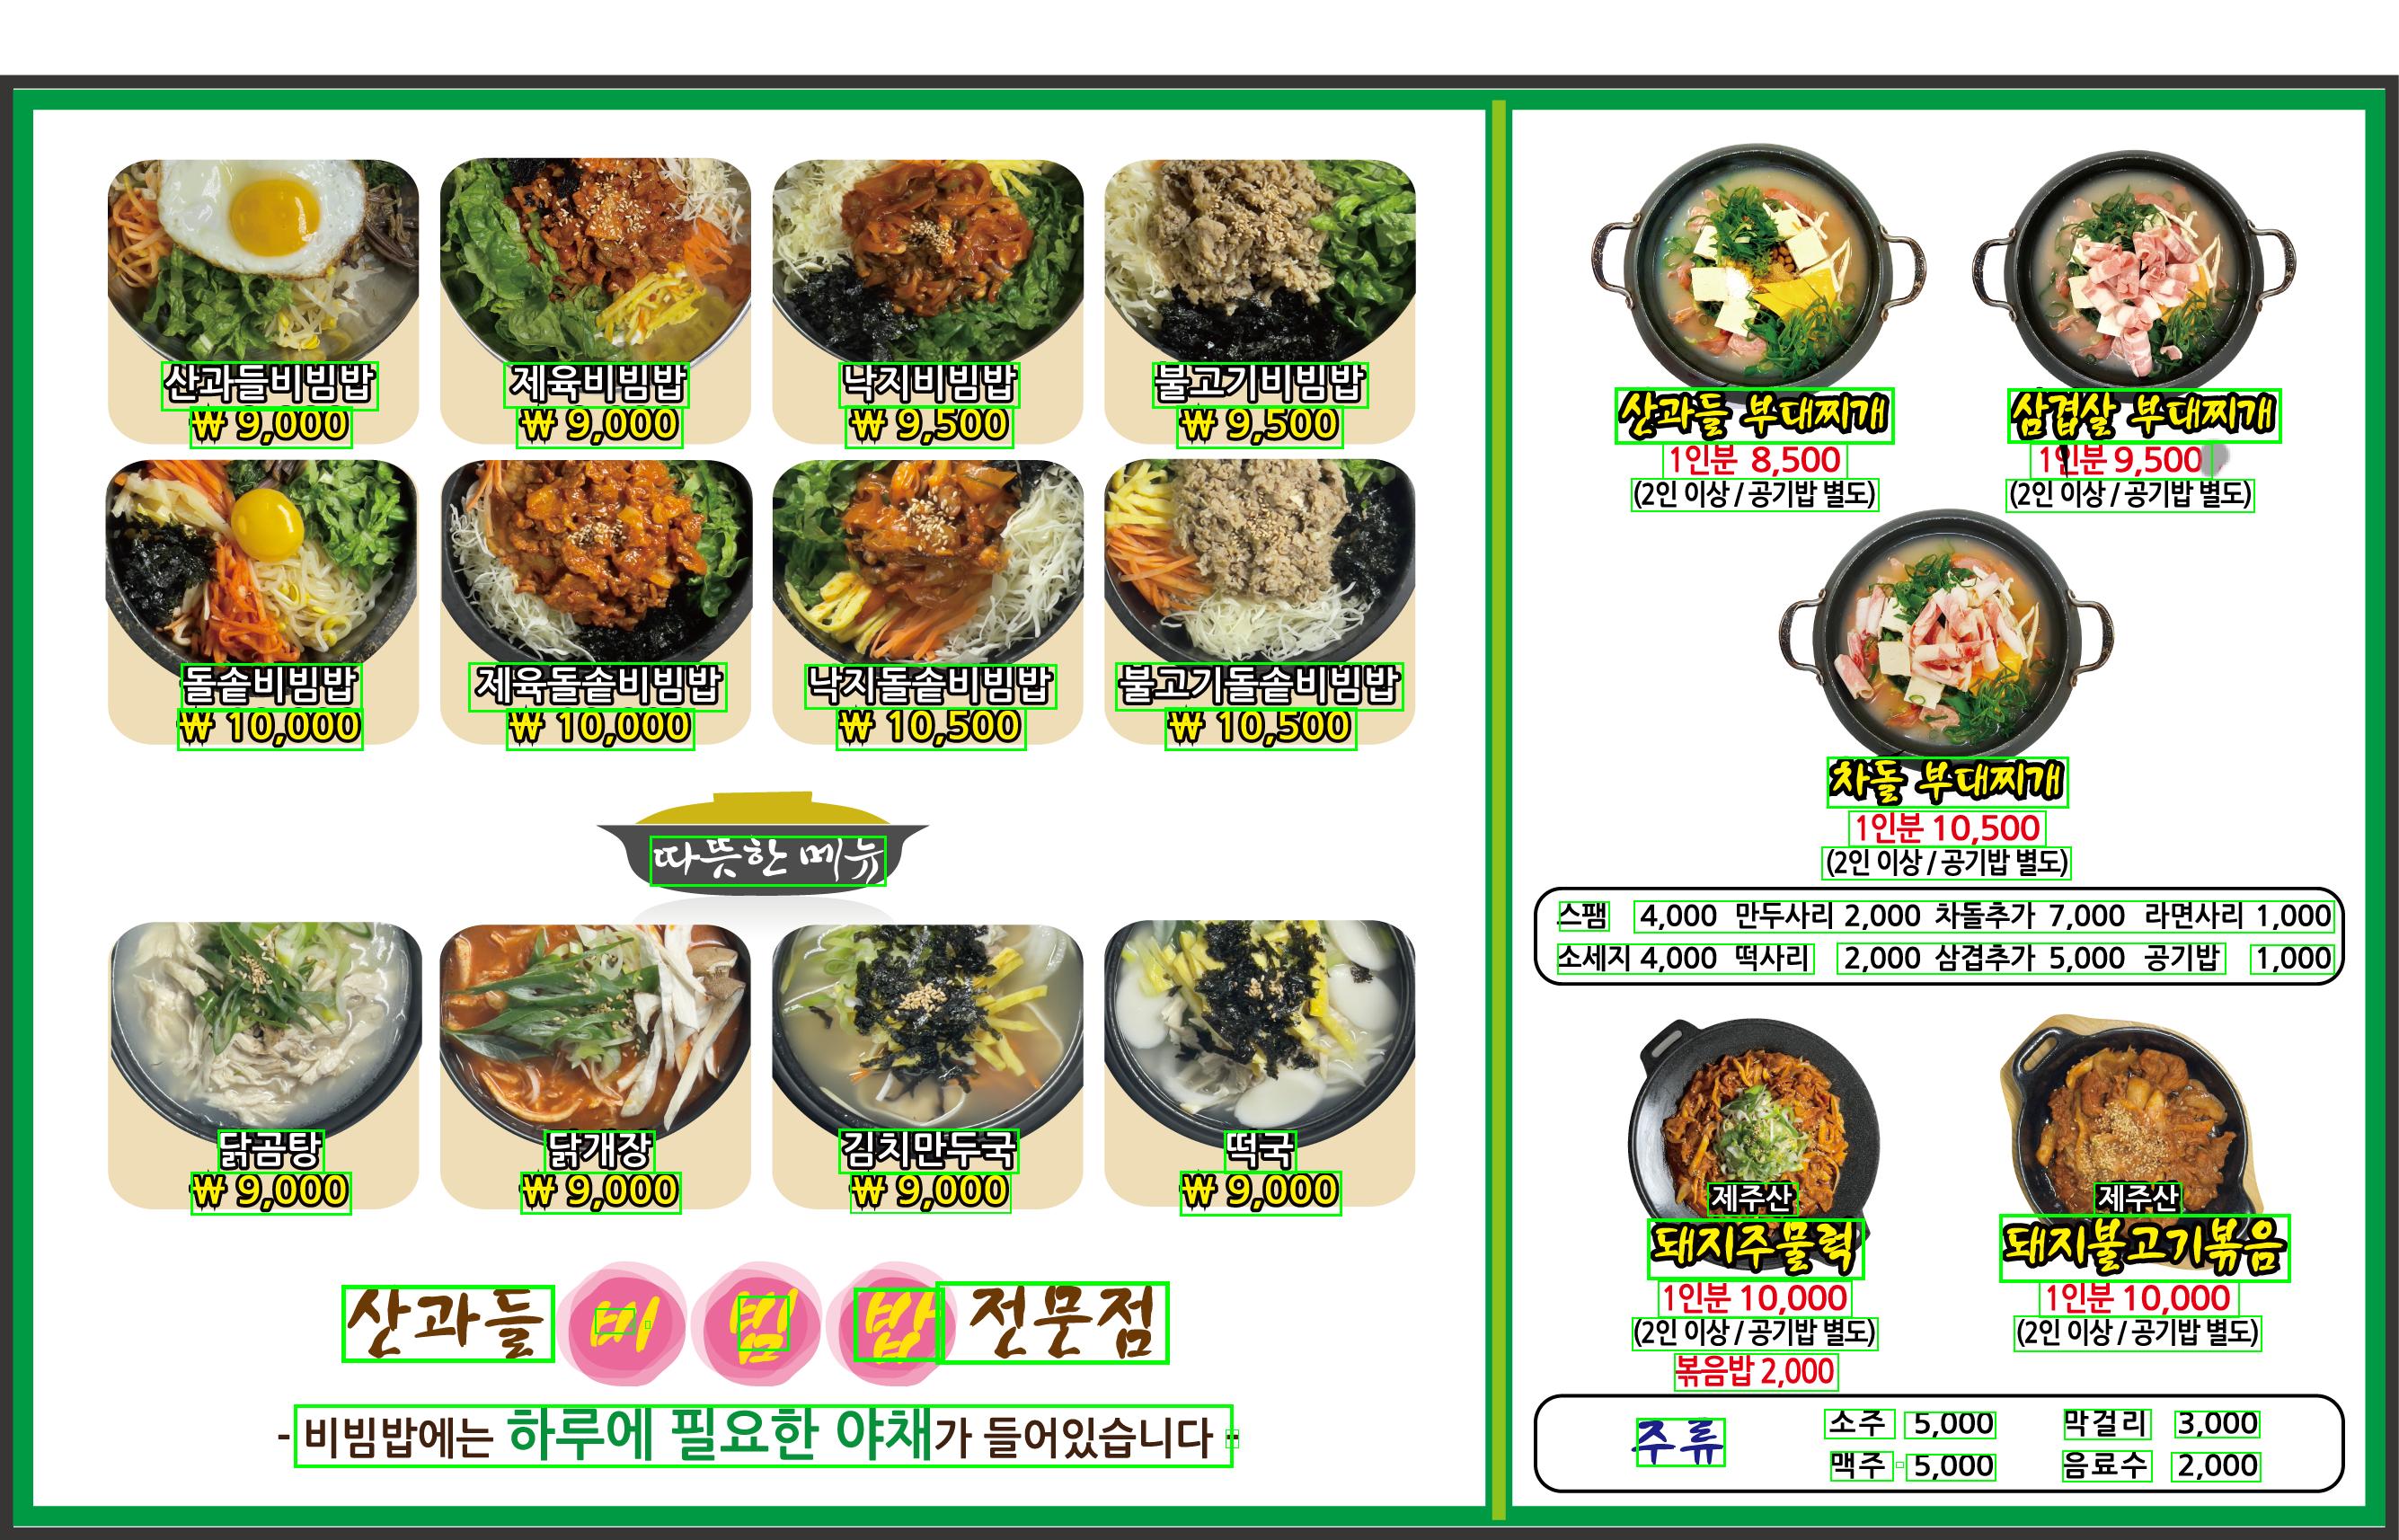 산과들비빔밥 제육비빔밥 낙지비빔밥 불고기비빔밥
₩ 9,000 ₩ 9,000 ₩ 9,500 ₩ 9,500
돌솥비빔밥 제육돌솥비빔밥 낙지돌솥비빔밥 불고기돌솥비빔밥
₩ 10,000 ₩ 10,000 ₩ 10,500 ₩ 10,500
따뜻한 메뉴
닭곰탕 닭개장 김치만두국 떡국
₩ 9,000 ₩ 9,000 ₩ 9,000 ₩ 9,000
산과들 비빔밥 전문점
- 비빔밥에는 하루에 필요한 야채가 들어있습니다 -
산과들 부대찌개 삼겹살 부대찌개
1인분 8,500 1인분 9,500
(2인 이상 / 공기밥 별도) (2인 이상 / 공기밥 별도)
차돌 부대찌개
1인분 10,500
(2인 이상 / 공기밥 별도)
스팸 4,000 만두사리 2,000 차돌추가 7,000 라면사리 1,000
소세지 4,000 떡사리 2,000 삼겹추가 5,000 공기밥 1,000
제주산 제주산
돼지주물럭 돼지불고기볶음
1인분 10,000 1인분 10,000
(2인 이상 / 공기밥 별도) (2인 이상 / 공기밥 별도)
볶음밥 2,000
주류 소주 5,000 막걸리 3,000
맥주 5,000 음료수 2,000